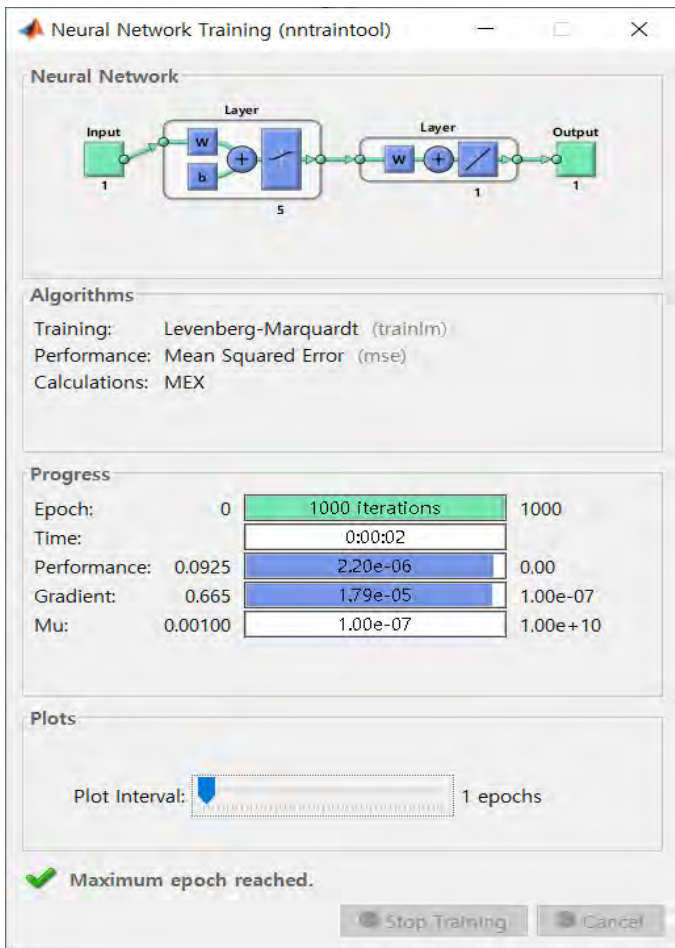 Neural Network Training (nntraintool)
Neural Network
Layer
Layer
Input
Output
W
b
W
1
5
1
1
Algorithms
Training: Levenberg-Marquardt (trainlm)
Performance: Mean Squared Error (mse)
Calculations: MEX
Progress
Epoch: 0 1000 iterations 1000
Time: 0:00:02
Performance: 0.0925 2.20e-06 0.00
Gradient: 0.665 1.79e-05 1.00e-07
Mu: 0.00100 1.00e-07 1.00e+10
Plots
Plot Interval: 1 epochs
Maximum epoch reached.
Stop Training Cancel